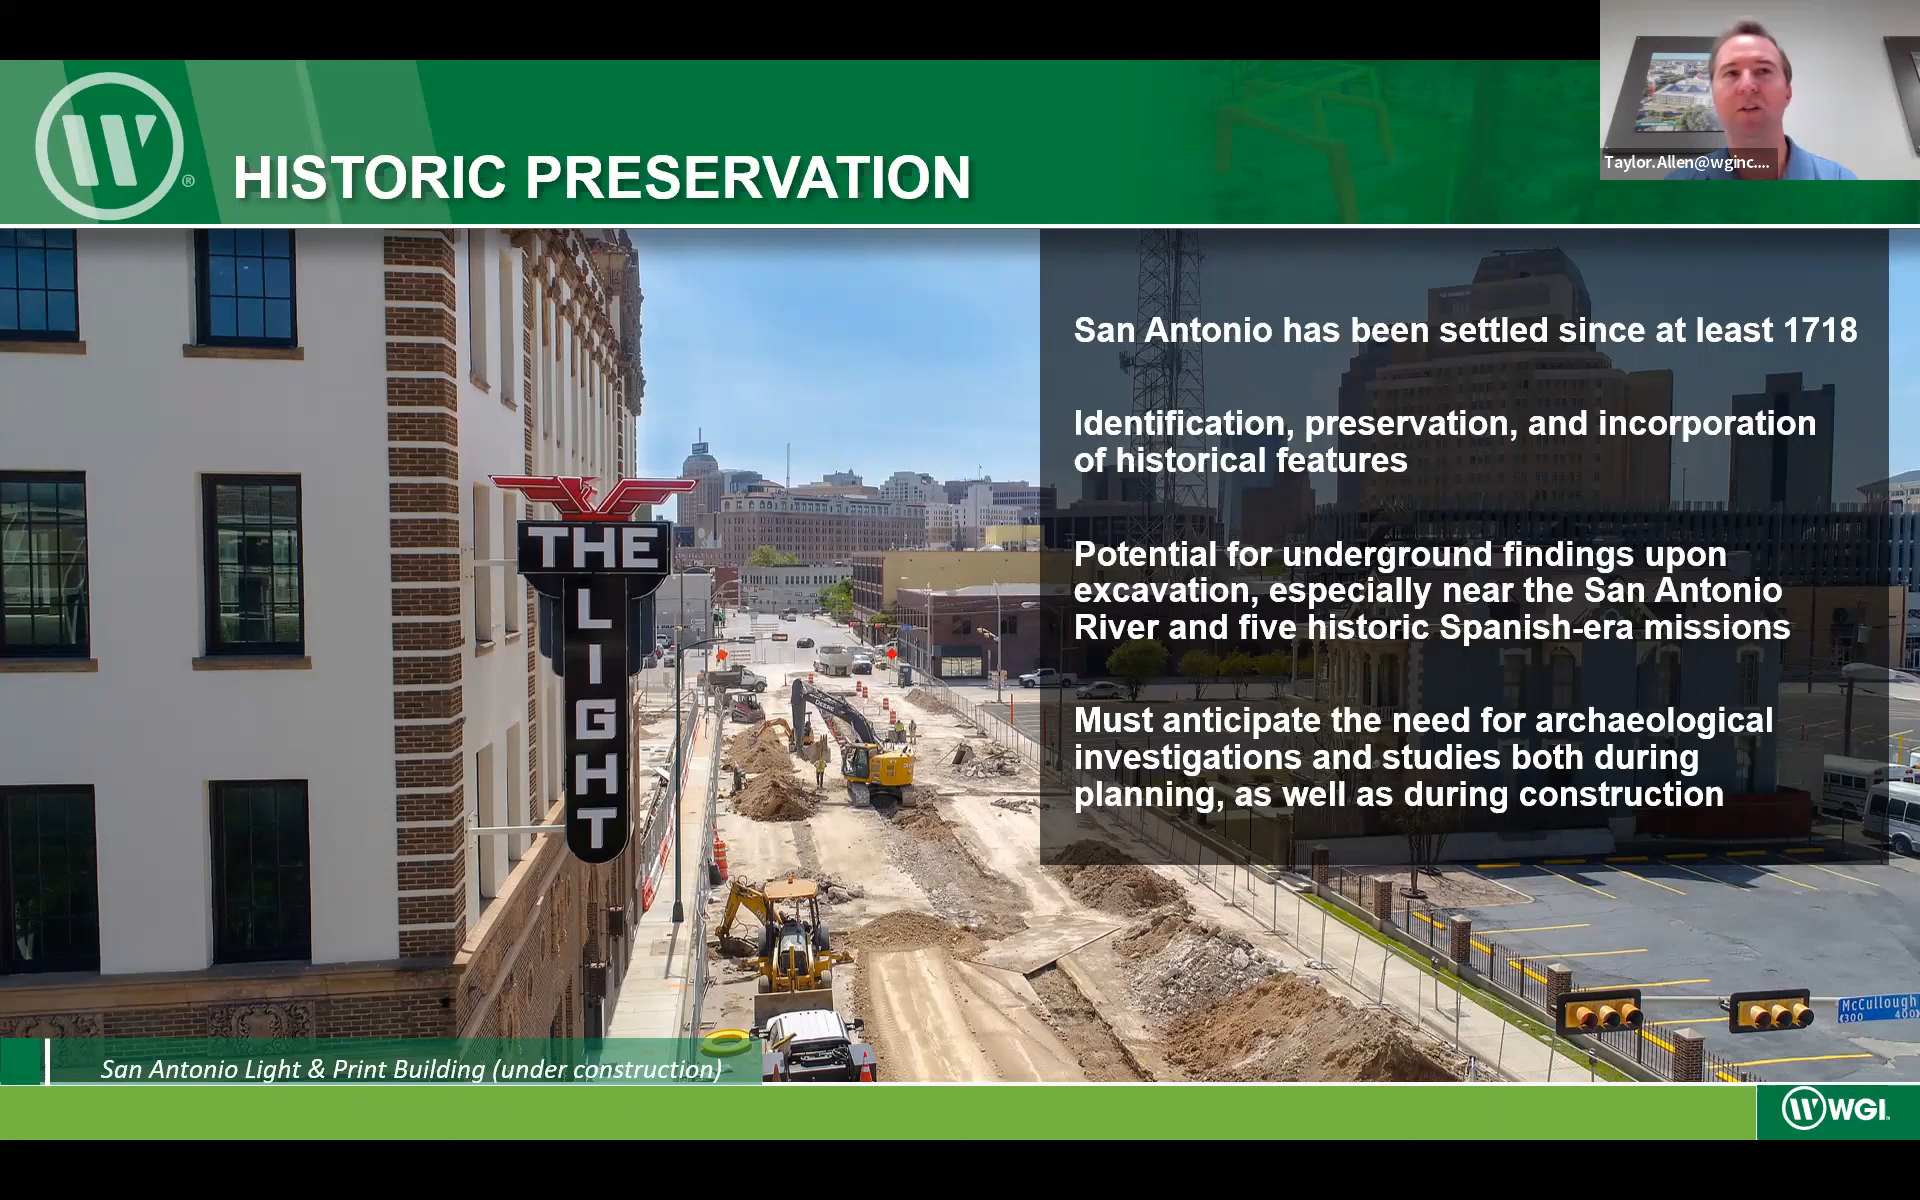 HISTORIC PRESERVATION
®
Taylor.Allen@wginc....
San Antonio has been settled since at least 1718
Identification, preservation, and incorporation
of historical features
Potential for underground findings upon
excavation, especially near the San Antonio
River and five historic Spanish-era missions
Must anticipate the need for archaeological
investigations and studies both during
planning, as well as during construction
THE
LIGHT
DEERE
McCullough
300 400
San Antonio Light & Print Building (under construction)
WGI